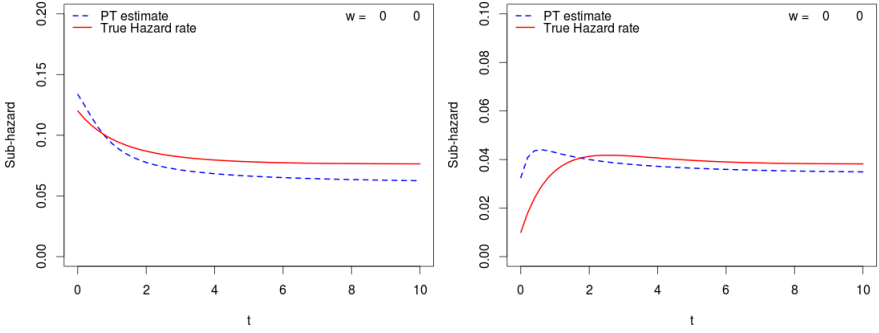 PT estimate
True Hazard rate
w = 0 0
0.20
0.15
0.10
0.05
0.00
Sub-hazard
0 2 4 6 8 10
t
PT estimate
True Hazard rate
w = 0 0
0.10
0.08
0.06
0.04
0.02
0.00
Sub-hazard
0 2 4 6 8 10
t